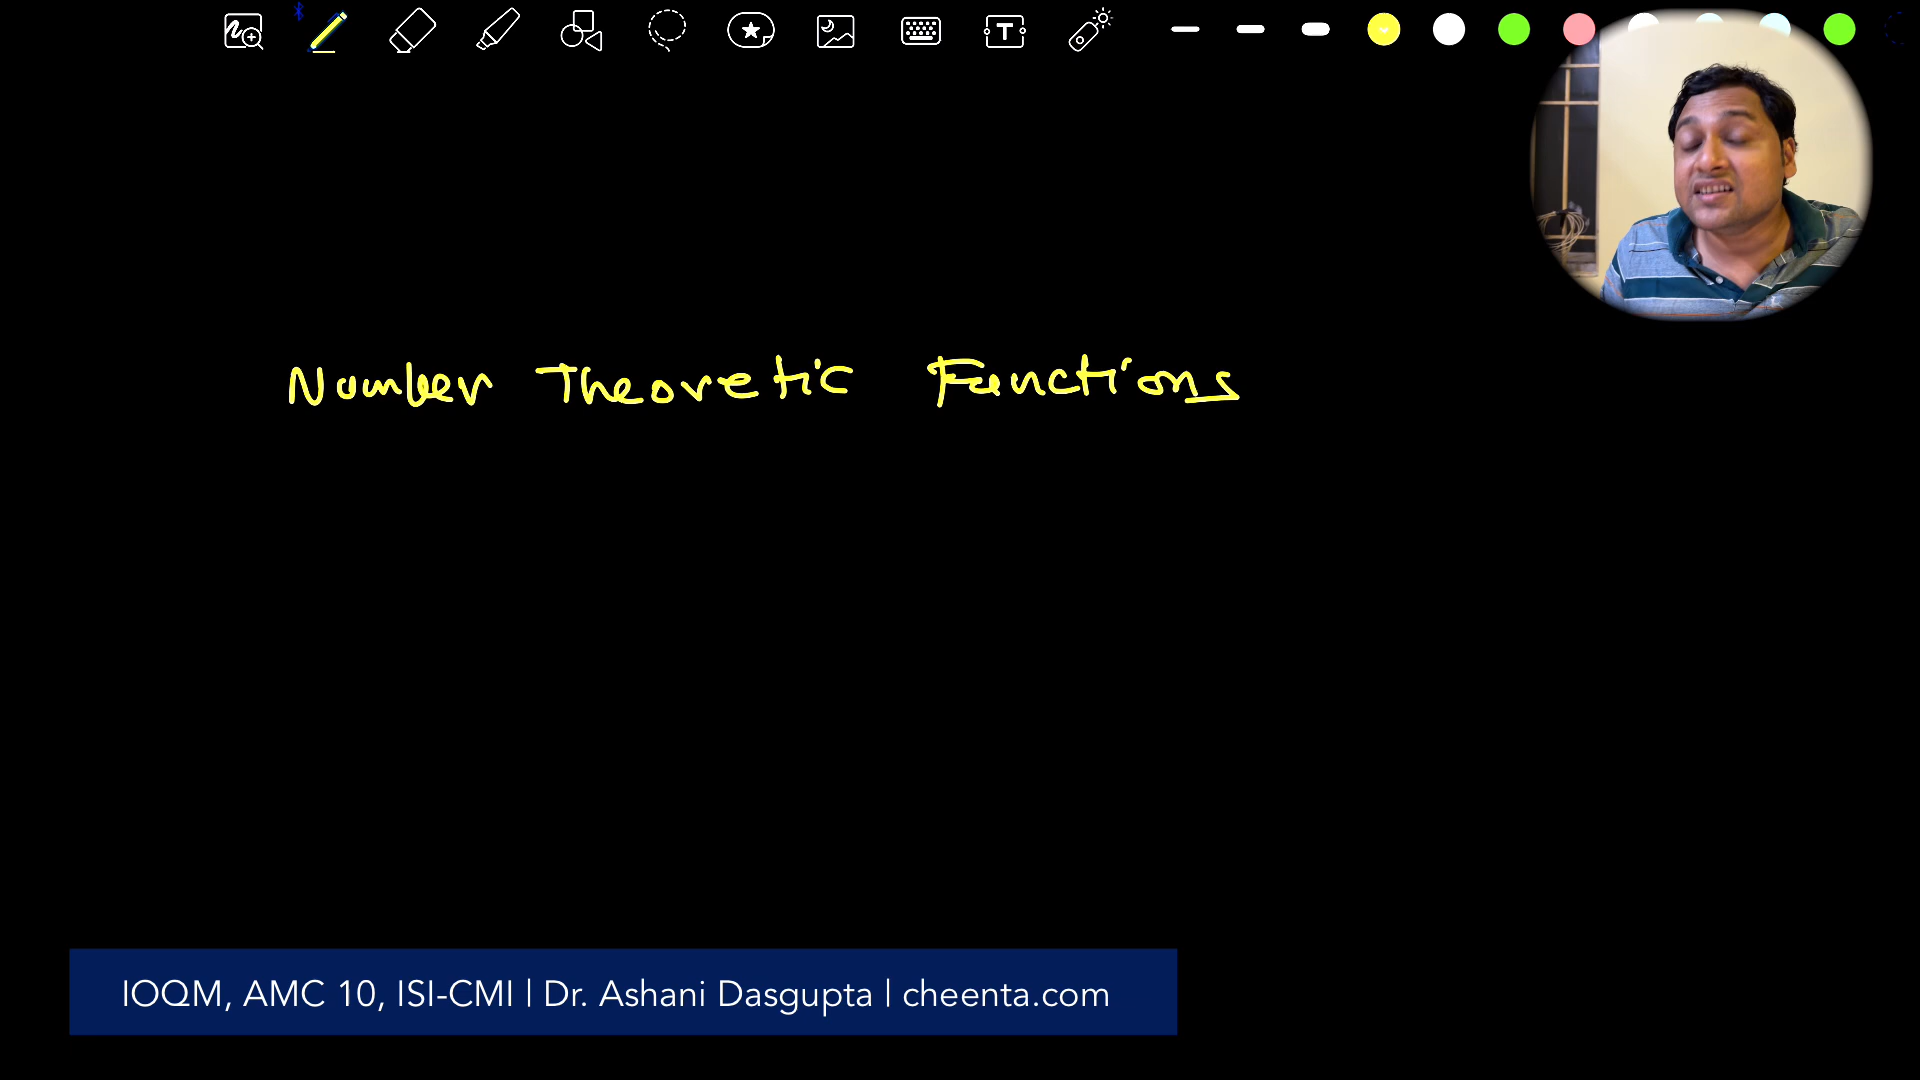 T
Number Theoretic Functions
IOQM, AMC 10, ISI-CMI | Dr. Ashani Dasgupta | cheenta.com